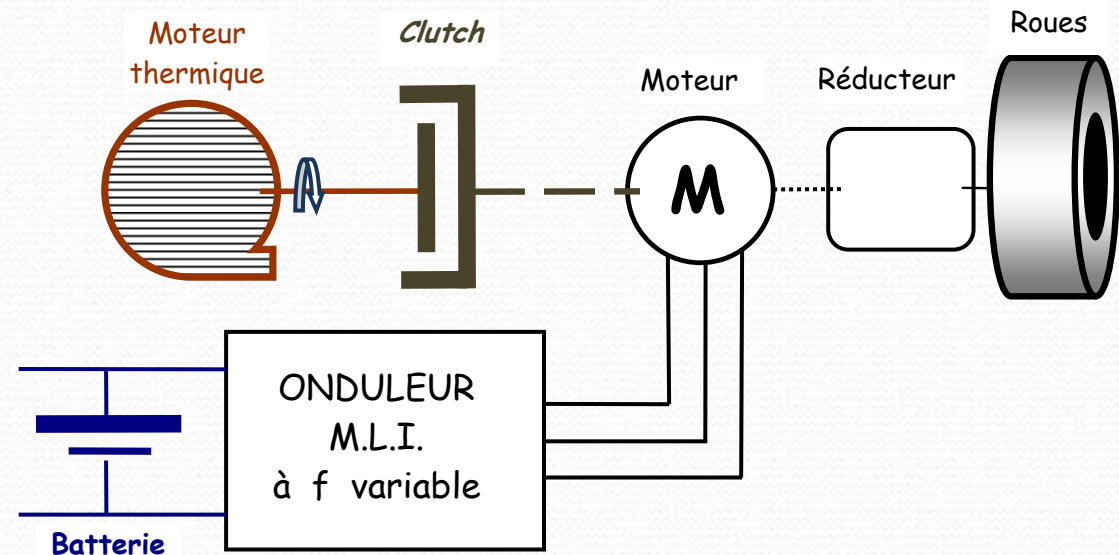 Moteur
thermique
Clutch
Moteur
Réducteur
Roues
M
ONDULEUR
M.L.I.
à f variable
Batterie